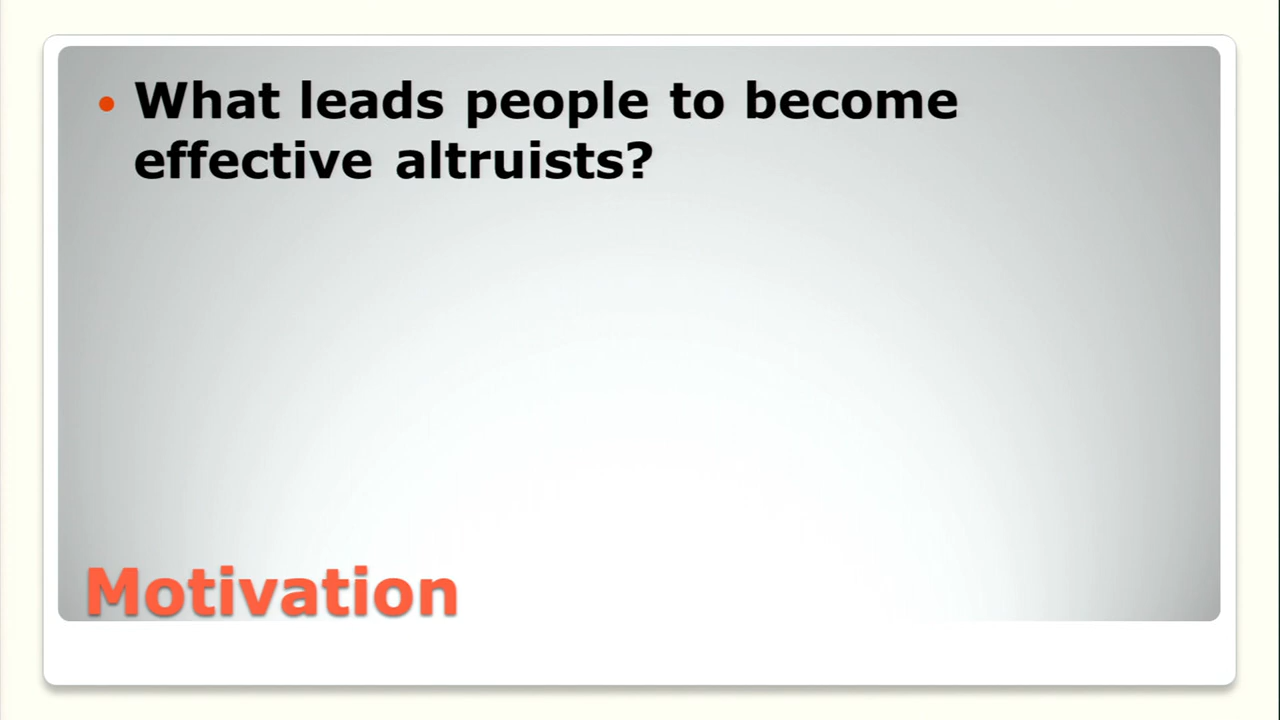 • What leads people to become
effective altruists?
Motivation